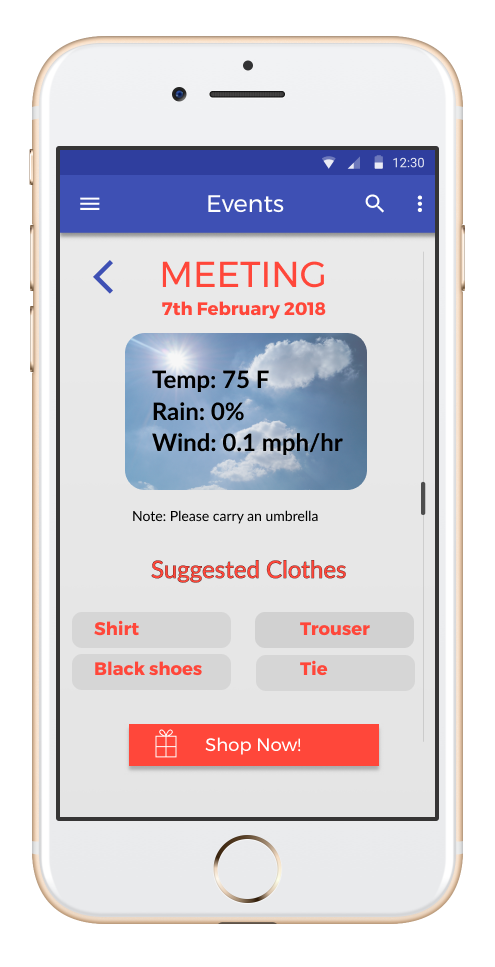 12:30
Events
MEETING
7th February 2018
Temp: 75 F
Rain: 0%
Wind: 0.1 mph/hr
Note: Please carry an umbrella
Suggested Clothes
Shirt
Trouser
Black shoes
Tie
Shop Now!